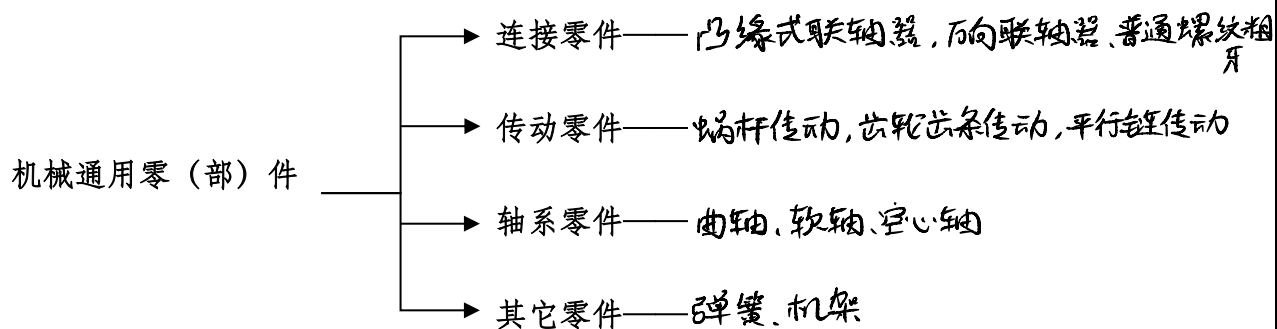 连接零件——凸缘式联轴器，万向联轴器、普通螺纹粗
牙
传动零件——蜗杆传动，齿轮齿条传动，平行链传动
机械通用零（部）件
轴系零件——曲轴、软轴、空心轴
其它零件——弹簧、机架